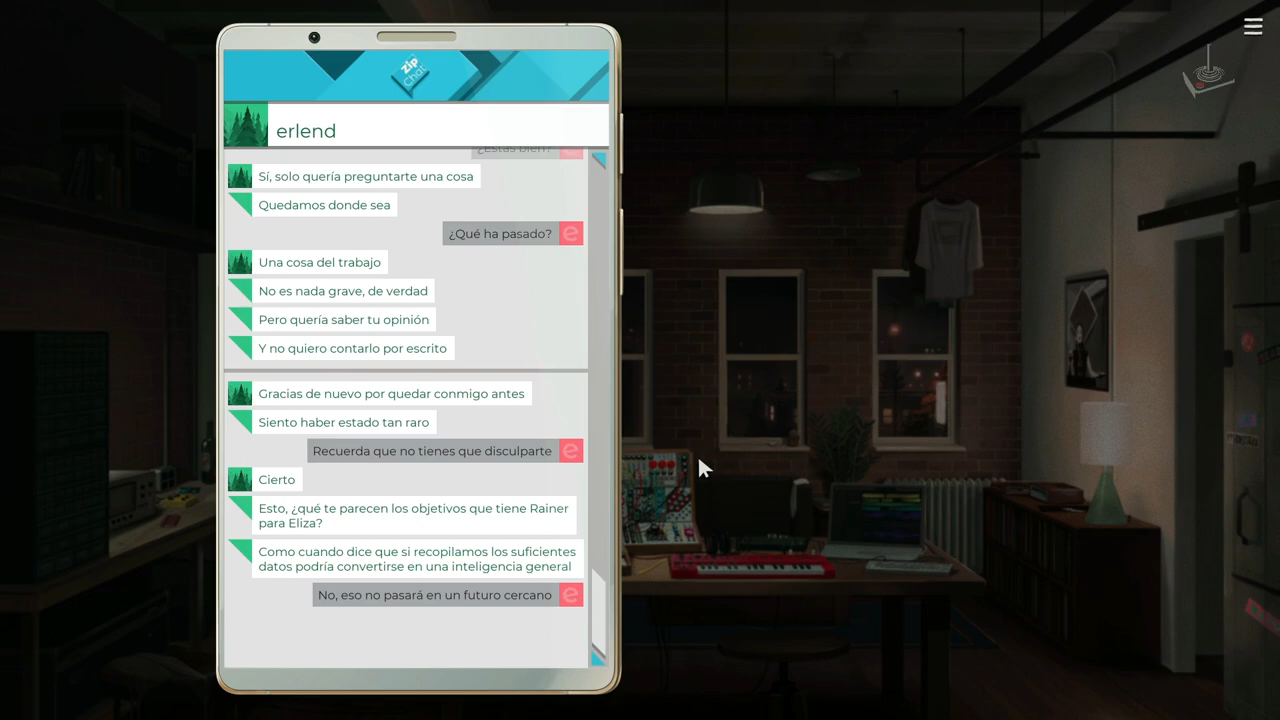 Zip
Chat
erlend
¿Estás bien?
Sí, solo quería preguntarte una cosa
Quedamos donde sea
¿Qué ha pasado?
Una cosa del trabajo
No es nada grave, de verdad
Pero quería saber tu opinión
Y no quiero contarlo por escrito
Gracias de nuevo por quedar conmigo antes
Siento haber estado tan raro
Recuerda que no tienes que disculparte
Cierto
Esto, ¿qué te parecen los objetivos que tiene Rainer
para Eliza?
Como cuando dice que si recopilamos los suficientes
datos podría convertirse en una inteligencia general
No, eso no pasará en un futuro cercano